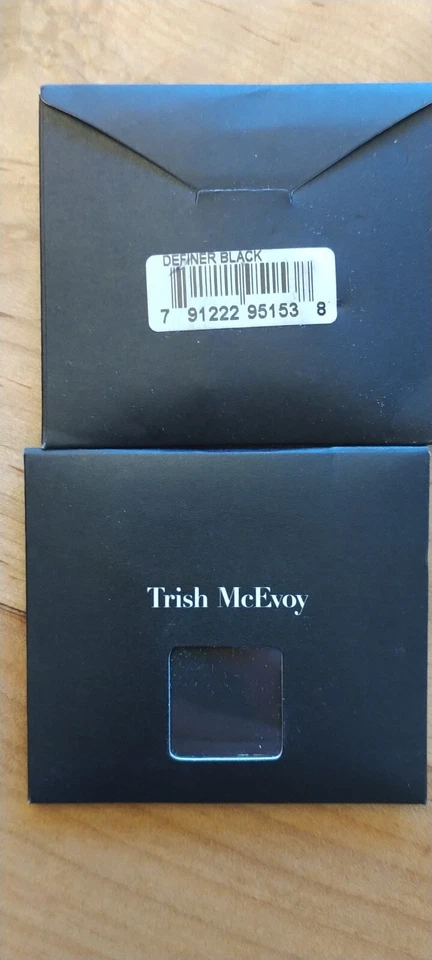 DEFINER BLACK
7 91222 95153 8
Trish McEvoy